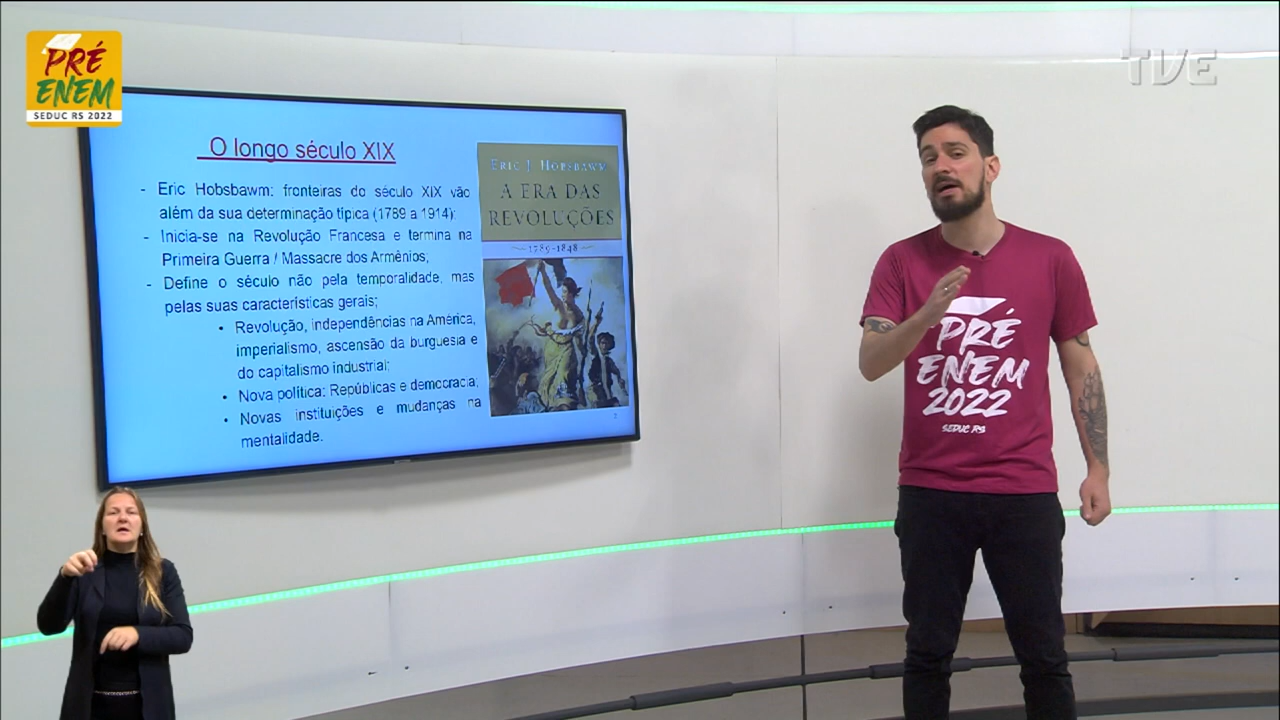 PRÉ
ENEM
SEDUC RS 2022
TVE
O longo século XIX
- Eric Hobsbawm: fronteiras do século XIX vão
além da sua determinação típica (1789 a 1914):
- Inicia-se na Revolução Francesa e termina na
Primeira Guerra / Massacre dos Armênios;
- Define o século não pela temporalidade, mas
pelas suas características gerais;
• Revolução, independências na América,
imperialismo, ascensão da burguesia e
do capitalismo industrial;
• Nova política: Repúblicas e democracia;
• Novas instituições e mudanças na
mentalidade.
ERIC J. HOBSBAWM
A ERA DAS
REVOLUÇÕES
1789-1848
PRÉ
ENEM
2022
SEDUC RS